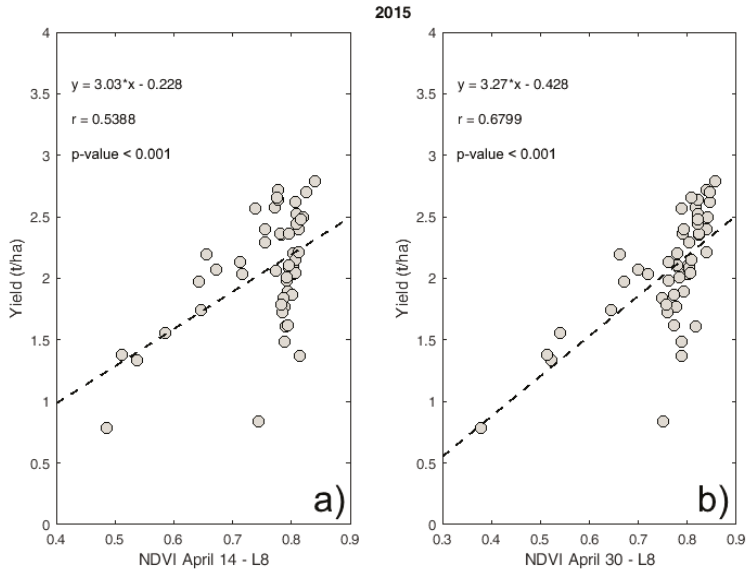 2015
4
3.5
3
2.5
2
1.5
1
0.5
0
Yield (t/ha)
y = 3.03*x - 0.228
r = 0.5388
p-value < 0.001
a)
0.4 0.5 0.6 0.7 0.8 0.9
NDVI April 14 - L8
4
3.5
3
2.5
2
1.5
1
0.5
0
Yield (t/ha)
y = 3.27*x - 0.428
r = 0.6799
p-value < 0.001
b)
0.3 0.4 0.5 0.6 0.7 0.8 0.9
NDVI April 30 - L8